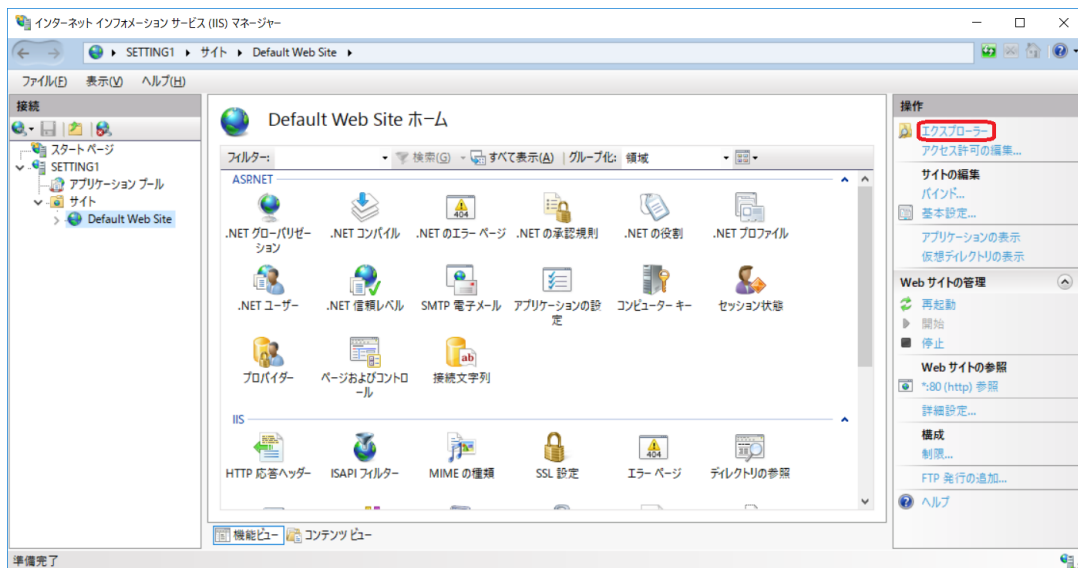 インターネット インフォメーション サービス (IIS) マネージャー
SETTING1 サイト Default Web Site
ファイル(F) 表示(V) ヘルプ(H)
接続
スタート ページ
SETTING1
アプリケーション プール
サイト
Default Web Site
Default Web Site ホーム
フィルター: 検索(G) すべて表示(A) グループ化: 領域
ASP.NET
.NET グローバリゼーション
.NET コンパイル
.NET のエラー ページ
.NET の承認規則
.NET の役割
.NET プロファイル
.NET ユーザー
.NET 信頼レベル
SMTP 電子メール
アプリケーションの設定
コンピューター キー
セッション状態
プロバイダー
ページおよびコントロール
接続文字列
IIS
HTTP 応答ヘッダー
ISAPI フィルター
MIME の種類
SSL 設定
エラー ページ
ディレクトリの参照
機能ビュー
コンテンツ ビュー
操作
エクスプローラー
アクセス許可の編集...
サイトの編集
バインド...
基本設定...
アプリケーションの表示
仮想ディレクトリの表示
Web サイトの管理
再起動
開始
停止
Web サイトの参照
*:80 (http) 参照
詳細設定...
構成
制限...
FTP 発行の追加...
ヘルプ
準備完了